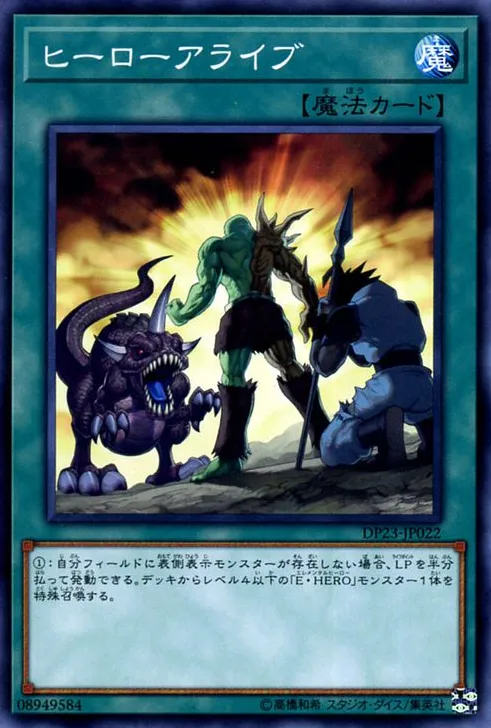 ヒーローアライブ
魔
【魔法カード】
DP23-JP022
①:自分フィールドに表側表示モンスターが存在しない場合、LPを半分
払って発動できる。デッキからレベル4以下の「E・HERO」モンスター1体を
特殊召喚する。
08949584
©高橋和希 スタジオ・ダイス/集英社